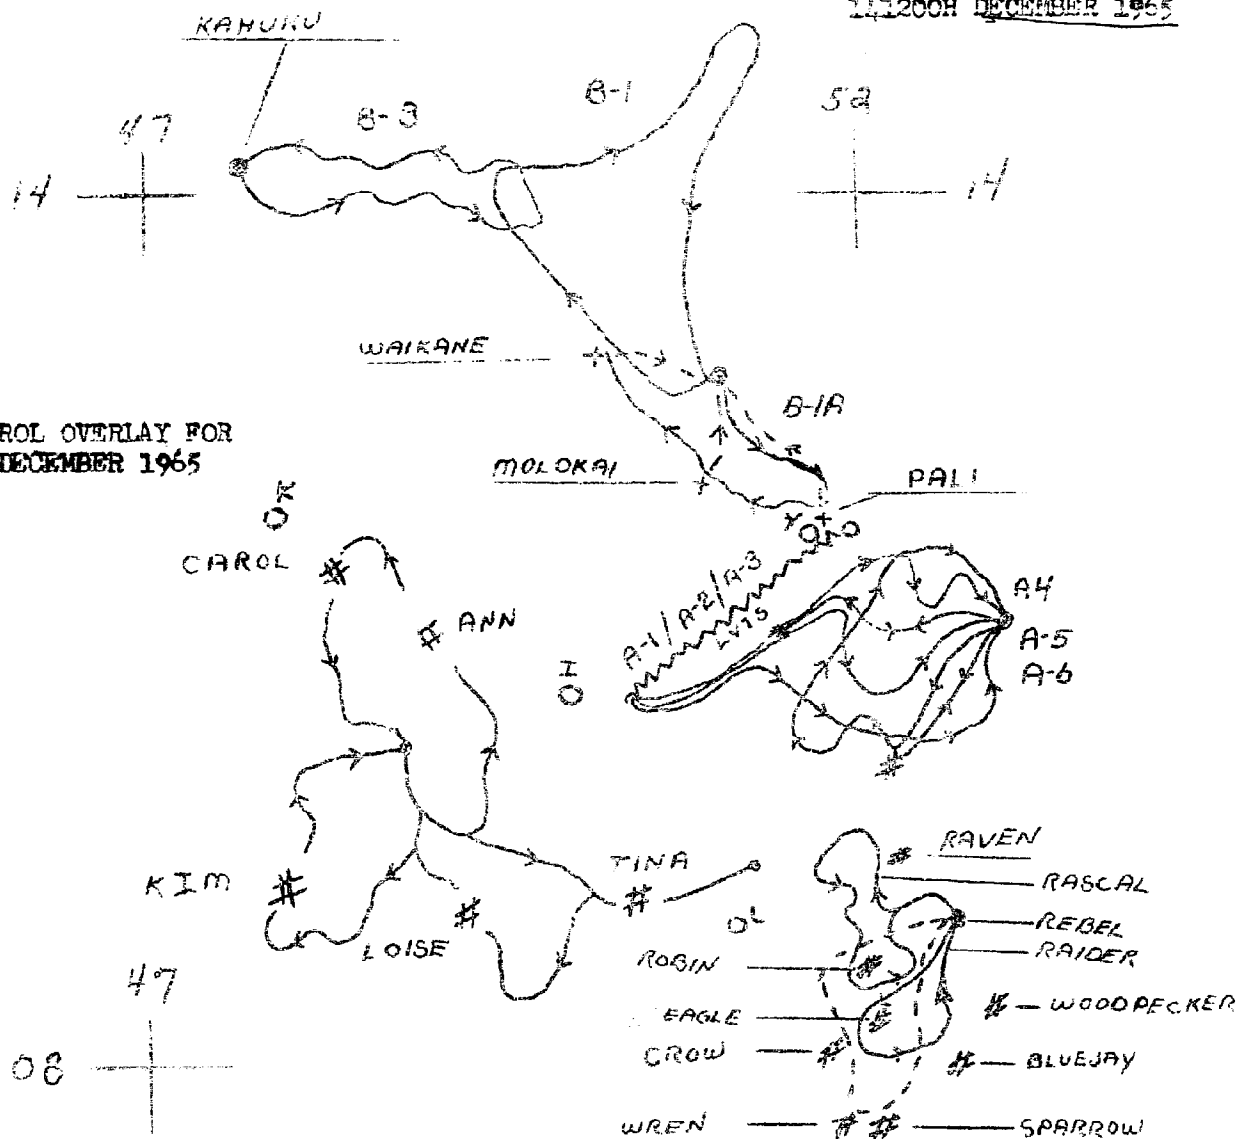 141200H DECEMBER 1965
KAHUKU
B-1
52
B-3
47
14
14
WAIKANE
B-1A
ROL OVERLAY FOR
DECEMBER 1965
MOLOKAI
PALI
CAROL
A-1/A-2/A-3
LVTS
A4
ANN
A-5
A-6
KIM
TINA
RAVEN
RASCAL
REBEL
LOISE
ROBIN
RAIDER
47
EAGLE
WOODPECKER
CROW
08
BLUEJAY
WREN
SPARROW